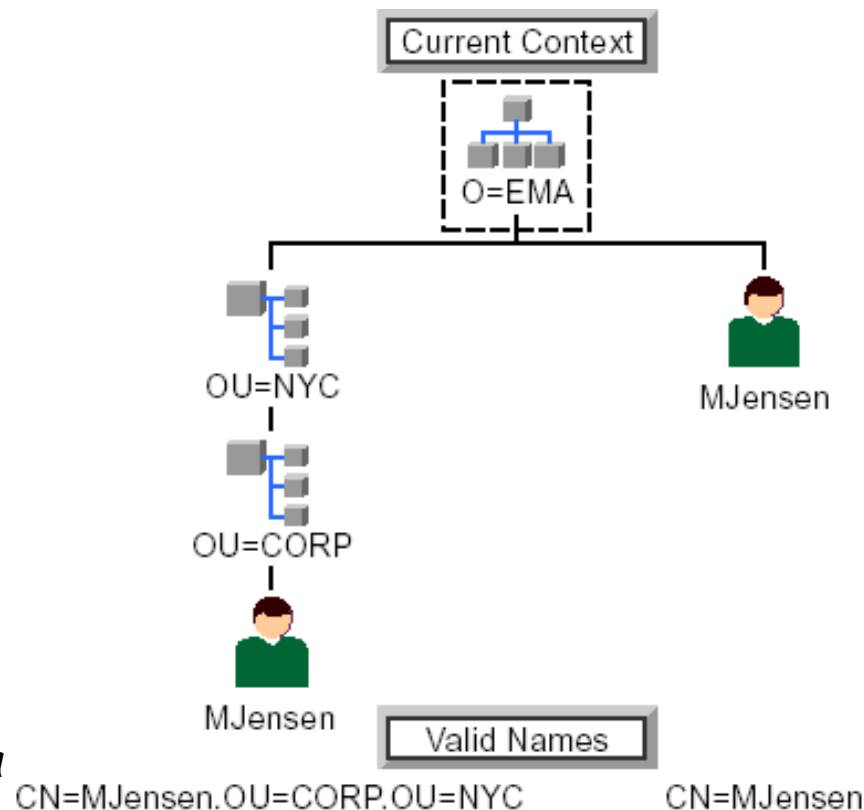 Current Context
O=EMA
OU=NYC
MJensen
OU=CORP
MJensen
Valid Names
CN=MJensen.OU=CORP.OU=NYC
CN=MJensen